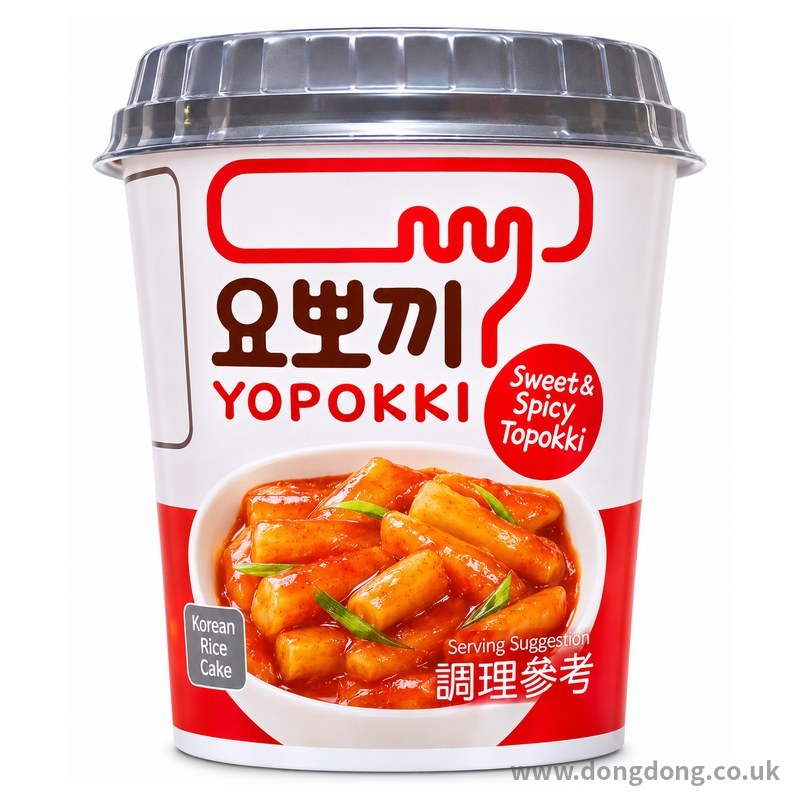 요뽀끼
YOPOKKI
Sweet &
Spicy
Topokki
Korean
Rice
Cake
Serving Suggestion
調理參考
www.dongdong.co.uk